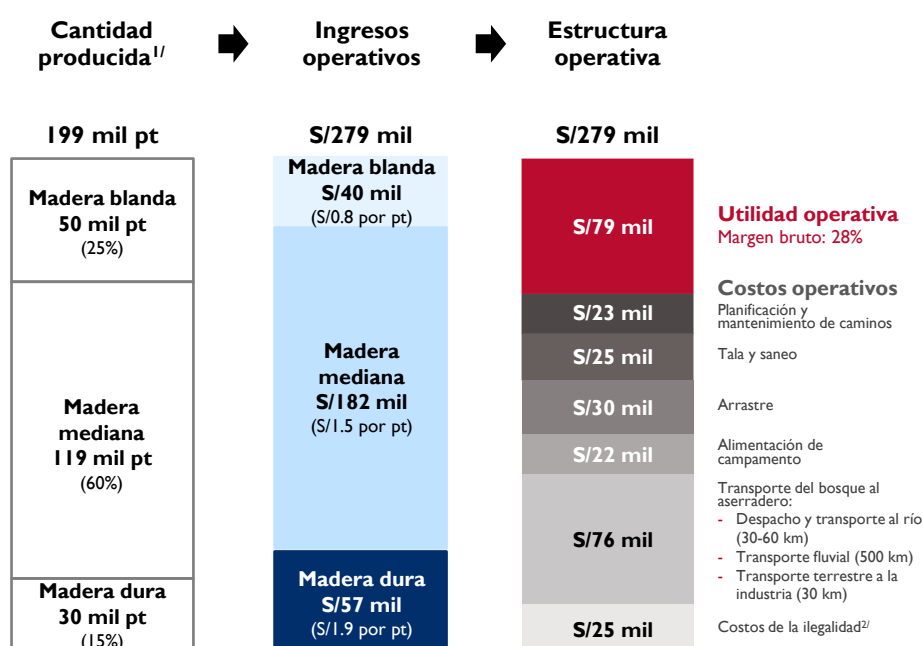 Cantidad
producida1/
Ingresos
operativos
Estructura
operativa
199 mil pt
S/279 mil
S/279 mil
Madera blanda
50 mil pt
(25%)
Madera
mediana
119 mil pt
(60%)
Madera dura
30 mil pt
(15%)
Madera blanda
S/40 mil
(S/0.8 por pt)
Madera
mediana
S/182 mil
(S/1.5 por pt)
Madera dura
S/57 mil
(S/1.9 por pt)
S/79 mil
Utilidad operativa
Margen bruto: 28%
Costos operativos
S/23 mil
Planificación y
mantenimiento de caminos
S/25 mil
Tala y saneo
S/30 mil
Arrastre
S/22 mil
Alimentación de
campamento
S/76 mil
Transporte del bosque al
aserradero:
- Despacho y transporte al río
(30-60 km)
- Transporte fluvial (500 km)
- Transporte terrestre a la
industria (30 km)
S/25 mil
Costos de la ilegalidad2/